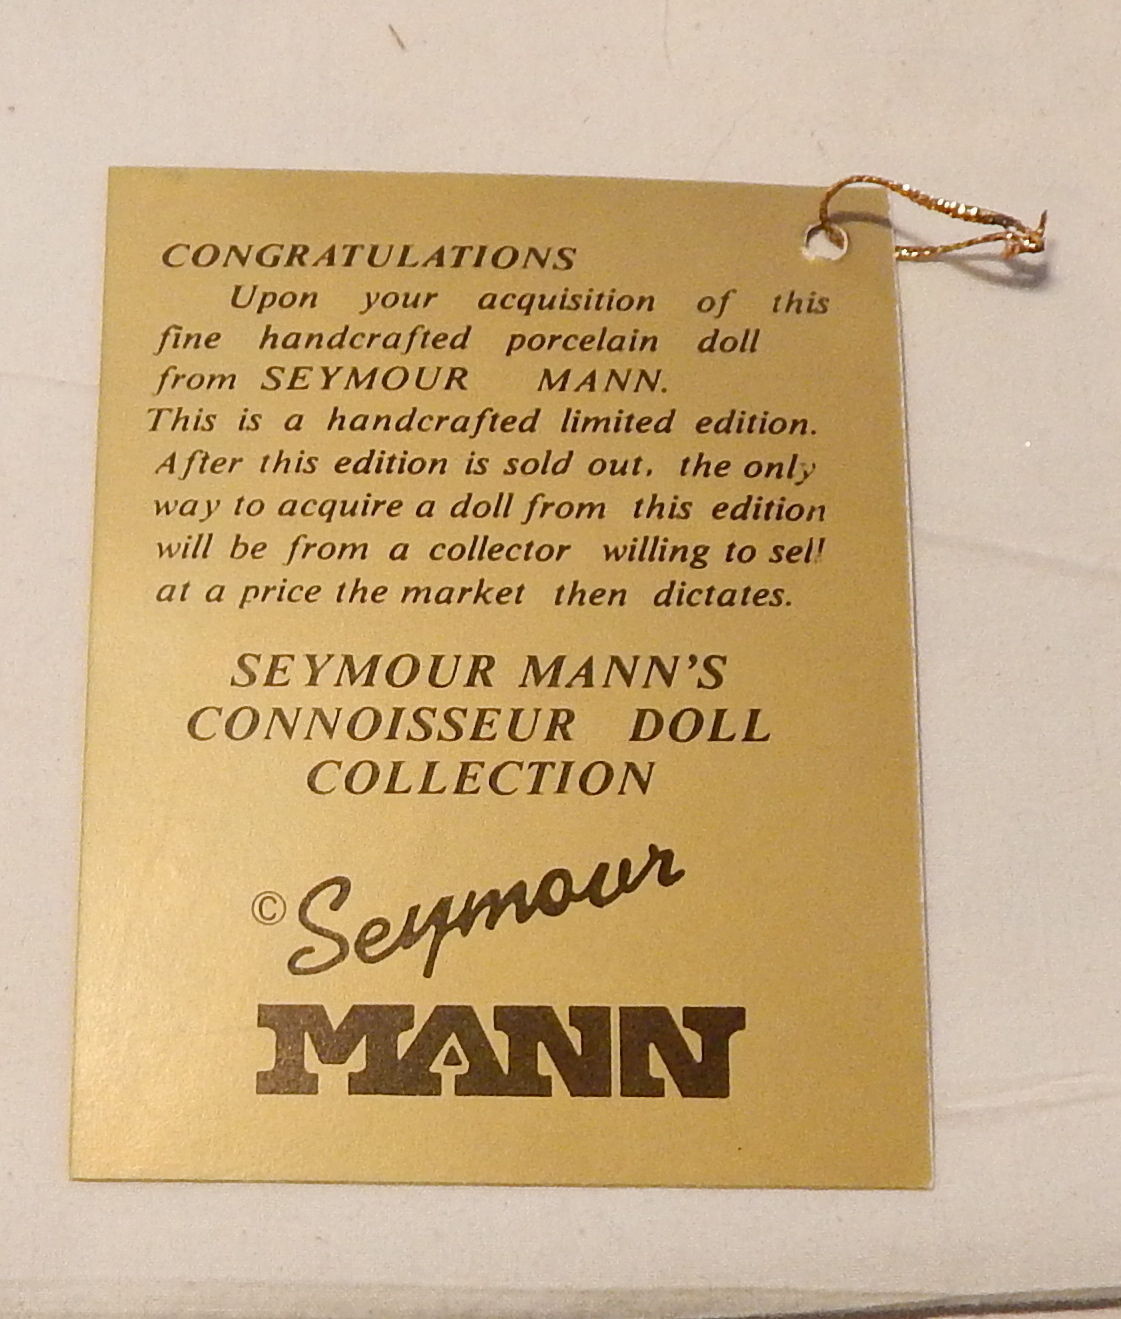 CONGRATULATIONS
Upon your acquisition of this
fine handcrafted porcelain doll
from SEYMOUR MANN.
This is a handcrafted limited edition.
After this edition is sold out, the only
way to acquire a doll from this edition
will be from a collector willing to sell
at a price the market then dictates.
SEYMOUR MANN'S
CONNOISSEUR DOLL
COLLECTION
© Seymour
MANN